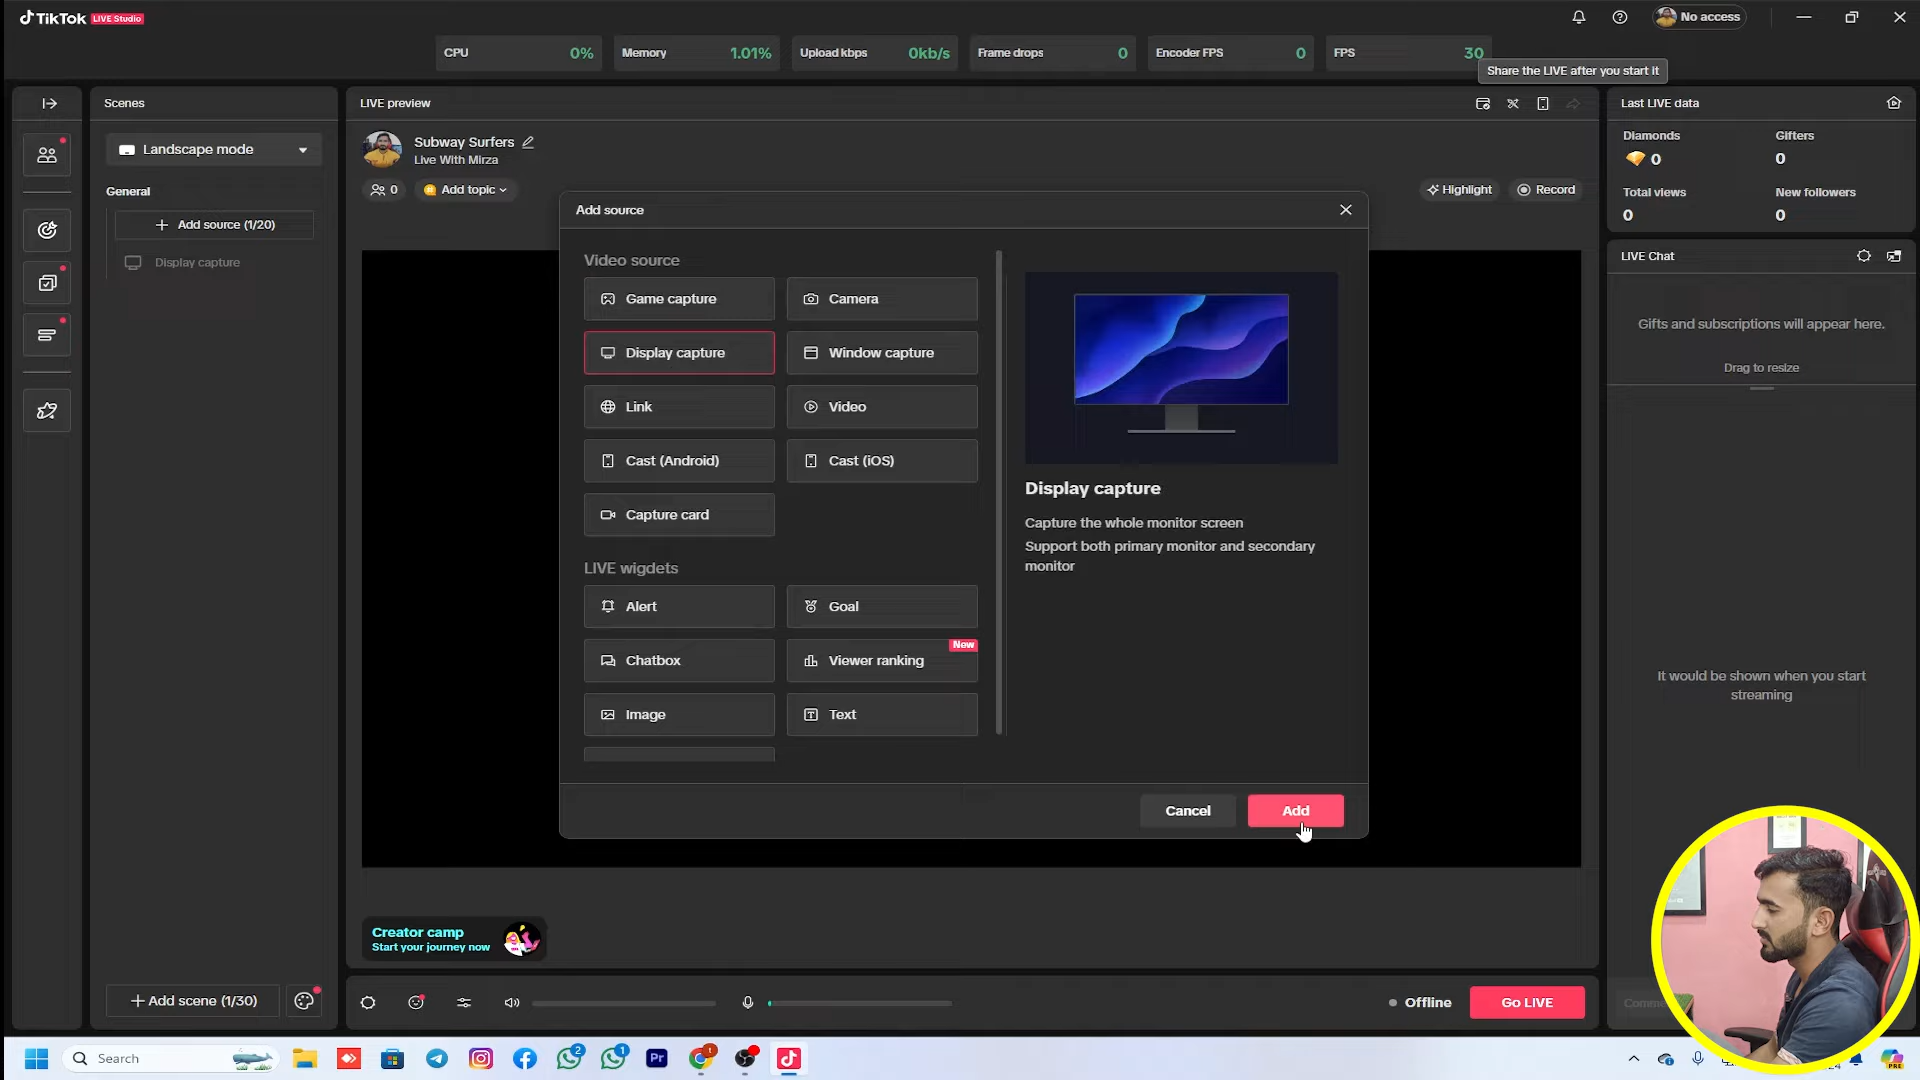 TikTok LIVE Studio
No access
CPU 0%
Memory 1.01%
Upload kbps 0kb/s
Frame drops 0
Encoder FPS 0
FPS 30
Share the LIVE after you start it
Scenes
Landscape mode
General
Add source (1/20)
Display capture
Add scene (1/30)
LIVE preview
Subway Surfers
Live With Mirza
0
Add topic
Highlight
Record
Add source
Video source
Game capture
Camera
Display capture
Window capture
Link
Video
Cast (Android)
Cast (iOS)
Capture card
LIVE wigdets
Alert
Goal
Chatbox
Viewer ranking
New
Image
Text
Display capture
Capture the whole monitor screen
Support both primary monitor and secondary
monitor
Cancel
Add
Creator camp
Start your journey now
Offline
Go LIVE
Last LIVE data
Diamonds
0
Gifters
0
Total views
0
New followers
0
LIVE Chat
Gifts and subscriptions will appear here.
Drag to resize
It would be shown when you start
streaming
Search
2
1
Pr
1
PRE